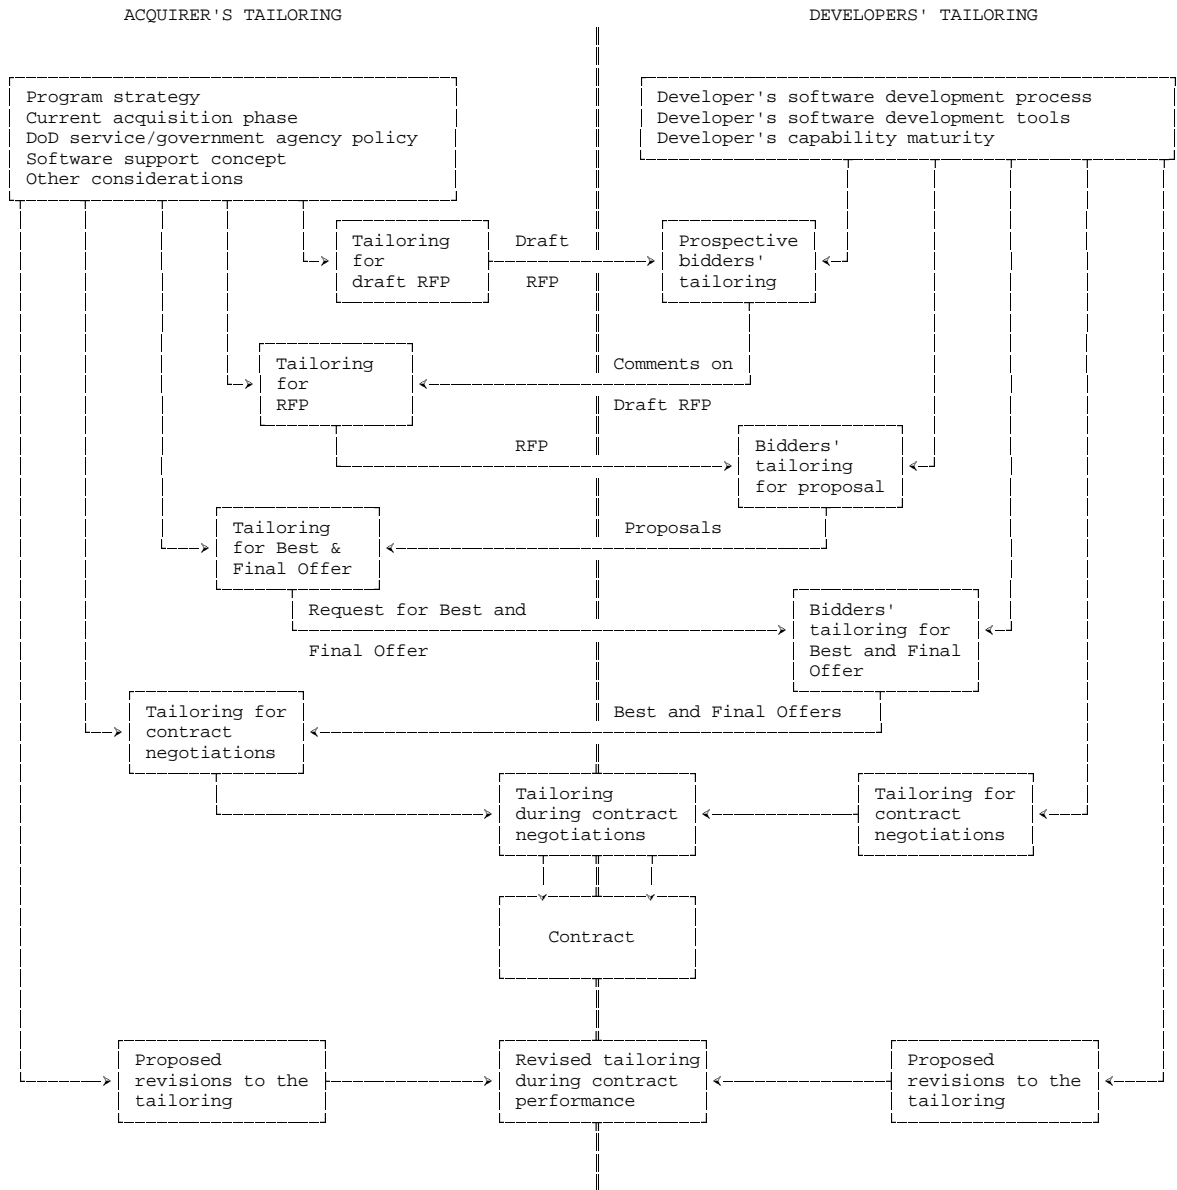 ACQUIRER'S TAILORING
DEVELOPERS' TAILORING
Program strategy
Current acquisition phase
DoD service/government agency policy
Software support concept
Other considerations
Developer's software development process
Developer's software development tools
Developer's capability maturity
Tailoring
for
draft RFP
Draft
RFP
Prospective
bidders'
tailoring
Tailoring
for
RFP
Comments on
Draft RFP
RFP
Bidders'
tailoring
for proposal
Tailoring
for Best &
Final Offer
Proposals
Request for Best and
Final Offer
Bidders'
tailoring for
Best and Final
Offer
Tailoring for
contract
negotiations
Best and Final Offers
Tailoring
during contract
negotiations
Tailoring for
contract
negotiations
Contract
Proposed
revisions to the
tailoring
Revised tailoring
during contract
performance
Proposed
revisions to the
tailoring